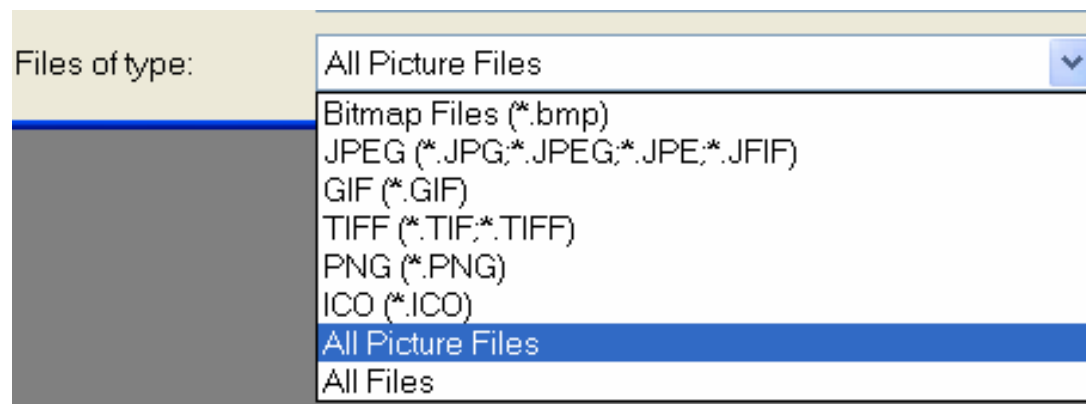 Files of type:
All Picture Files
Bitmap Files (*.bmp)
JPEG (*.JPG;*.JPEG;*.JPE;*.JFIF)
GIF (*.GIF)
TIFF (*.TIF;*.TIFF)
PNG (*.PNG)
ICO (*.ICO)
All Picture Files
All Files